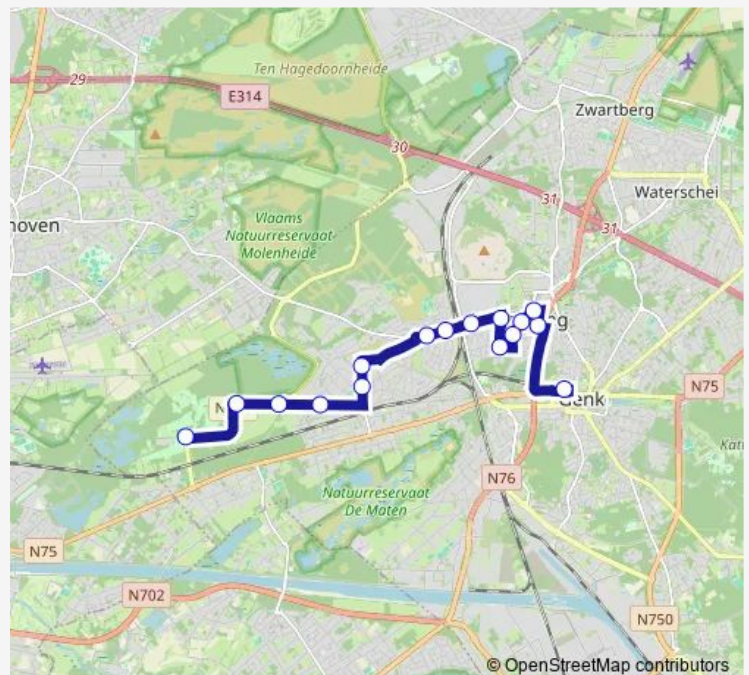 29
Ten Hagedoornheide
E314
Zwartberg
30
Waterschei
31
hoven
Vlaams
Natuurreservaat
Molenheide
31
Genk
N75
Natuurreservaat
De Maten
N76
N75
N702
N750
© OpenStreetMap contributors